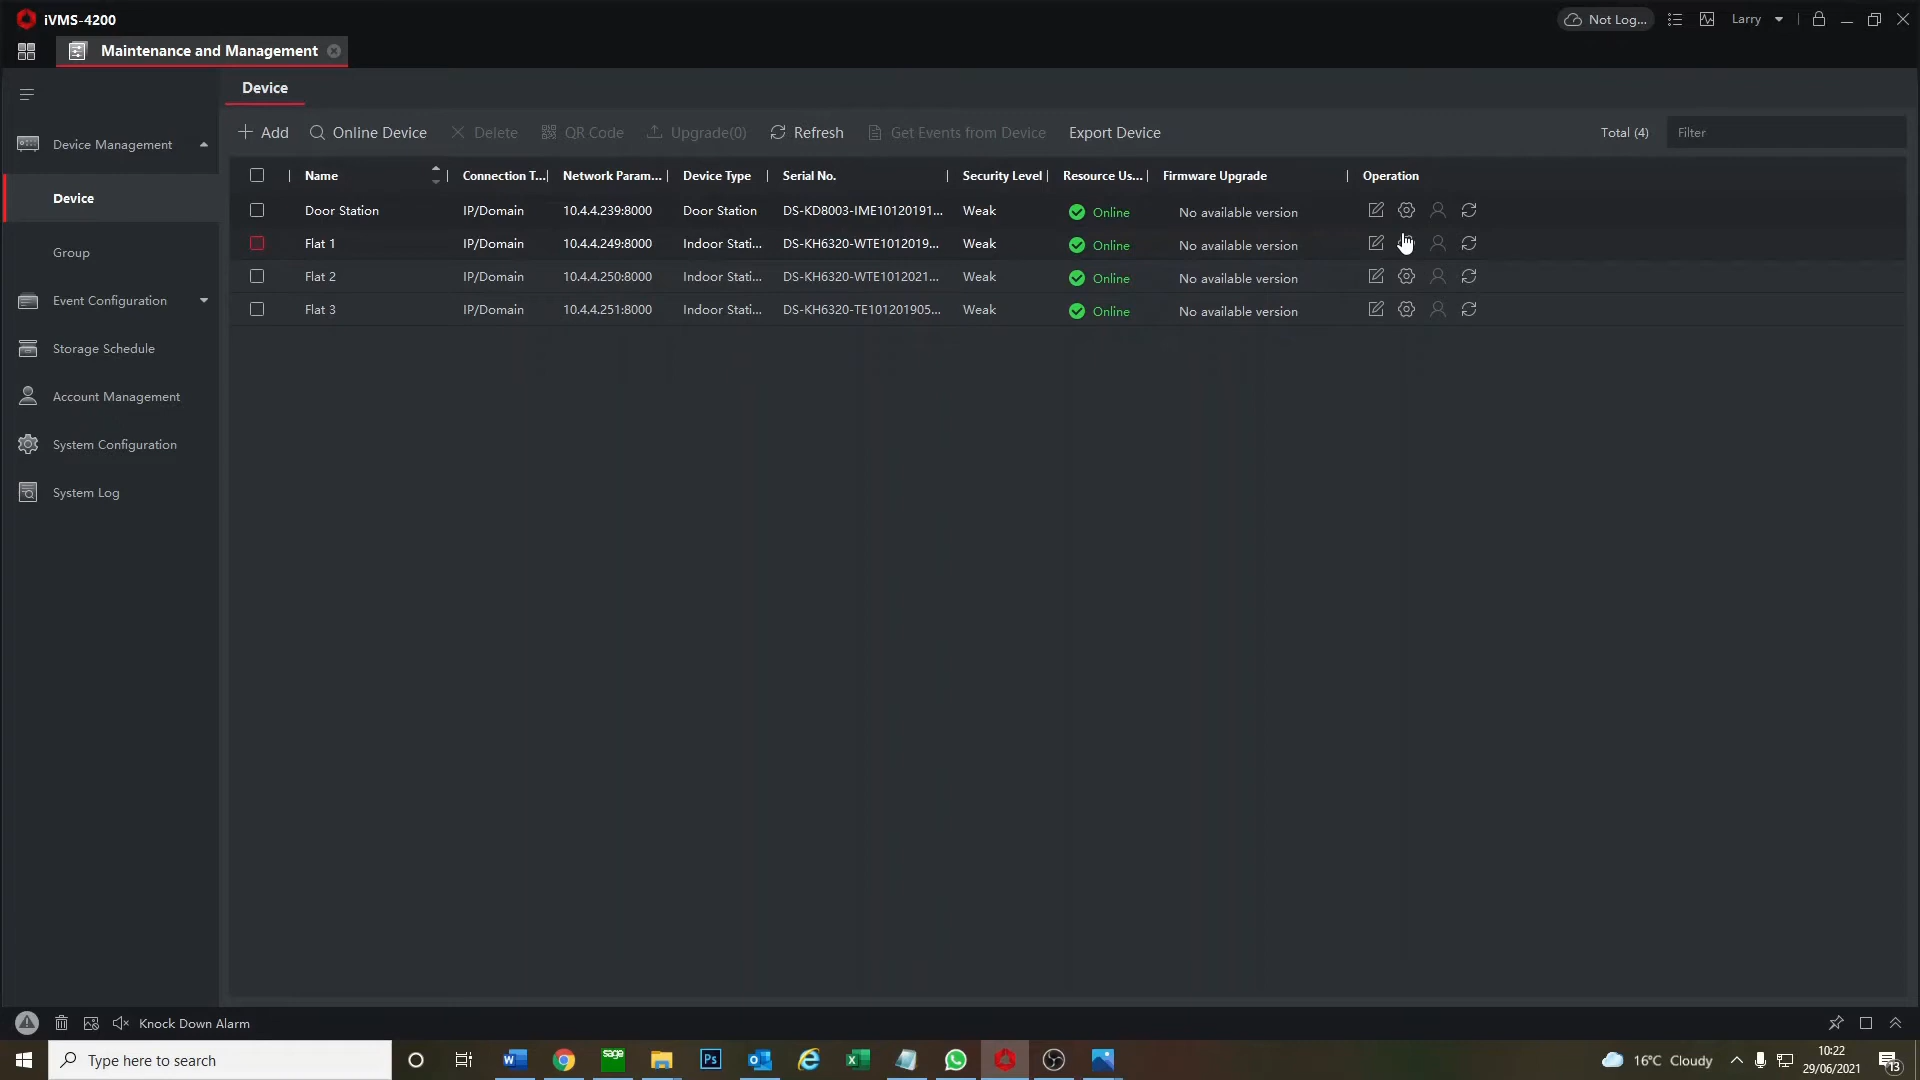 iVMS-4200
Not Log...
Larry
Maintenance and Management
Device
Add
Online Device
Delete
QR Code
Upgrade(0)
Refresh
Get Events from Device
Export Device
Total (4)
Filter
Device Management
Device
Group
Event Configuration
Storage Schedule
Account Management
System Configuration
System Log
Name | Connection T...| Network Param... | Device Type | Serial No. | Security Level | Resource Us... | Firmware Upgrade | Operation
Door Station IP/Domain 10.4.4.239:8000 Door Station DS-KD8003-IME10120191... Weak Online No available version
Flat 1 IP/Domain 10.4.4.249:8000 Indoor Stati... DS-KH6320-WTE1012019... Weak Online No available version
Flat 2 IP/Domain 10.4.4.250:8000 Indoor Stati... DS-KH6320-WTE1012021... Weak Online No available version
Flat 3 IP/Domain 10.4.4.251:8000 Indoor Stati... DS-KH6320-TE101201905... Weak Online No available version
Knock Down Alarm
Type here to search
sage
Ps
16°C Cloudy
10:22
29/06/2021
13